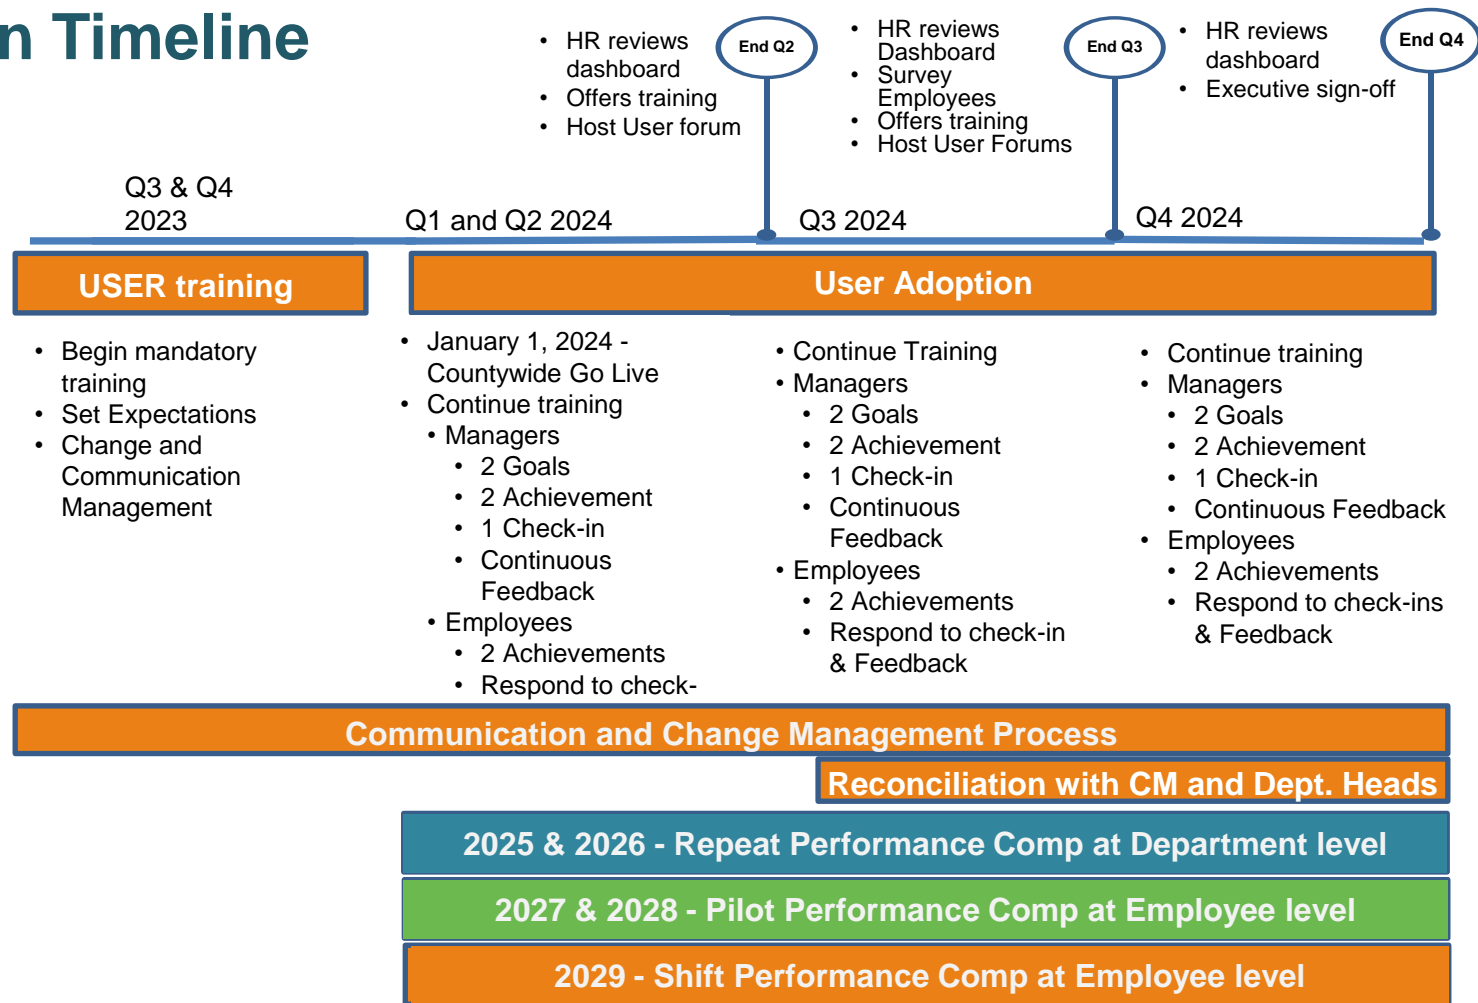 n Timeline
• HR reviews
dashboard
• Offers training
• Host User forum
End Q2
• HR reviews
Dashboard
• Survey
Employees
• Offers training
• Host User Forums
End Q3
• HR reviews
dashboard
• Executive sign-off
End Q4
Q3 & Q4
2023
Q1 and Q2 2024
Q3 2024
Q4 2024
USER training
User Adoption
• Begin mandatory
training
• Set Expectations
• Change and
Communication
Management
• January 1, 2024 -
Countywide Go Live
• Continue training
• Managers
• 2 Goals
• 2 Achievement
• 1 Check-in
• Continuous
Feedback
• Employees
• 2 Achievements
• Respond to check-
• Continue Training
• Managers
• 2 Goals
• 2 Achievement
• 1 Check-in
• Continuous
Feedback
• Employees
• 2 Achievements
• Respond to check-in
& Feedback
• Continue training
• Managers
• 2 Goals
• 2 Achievement
• 1 Check-in
• Continuous Feedback
• Employees
• 2 Achievements
• Respond to check-ins
& Feedback
Communication and Change Management Process
Reconciliation with CM and Dept. Heads
2025 & 2026 - Repeat Performance Comp at Department level
2027 & 2028 - Pilot Performance Comp at Employee level
2029 - Shift Performance Comp at Employee level